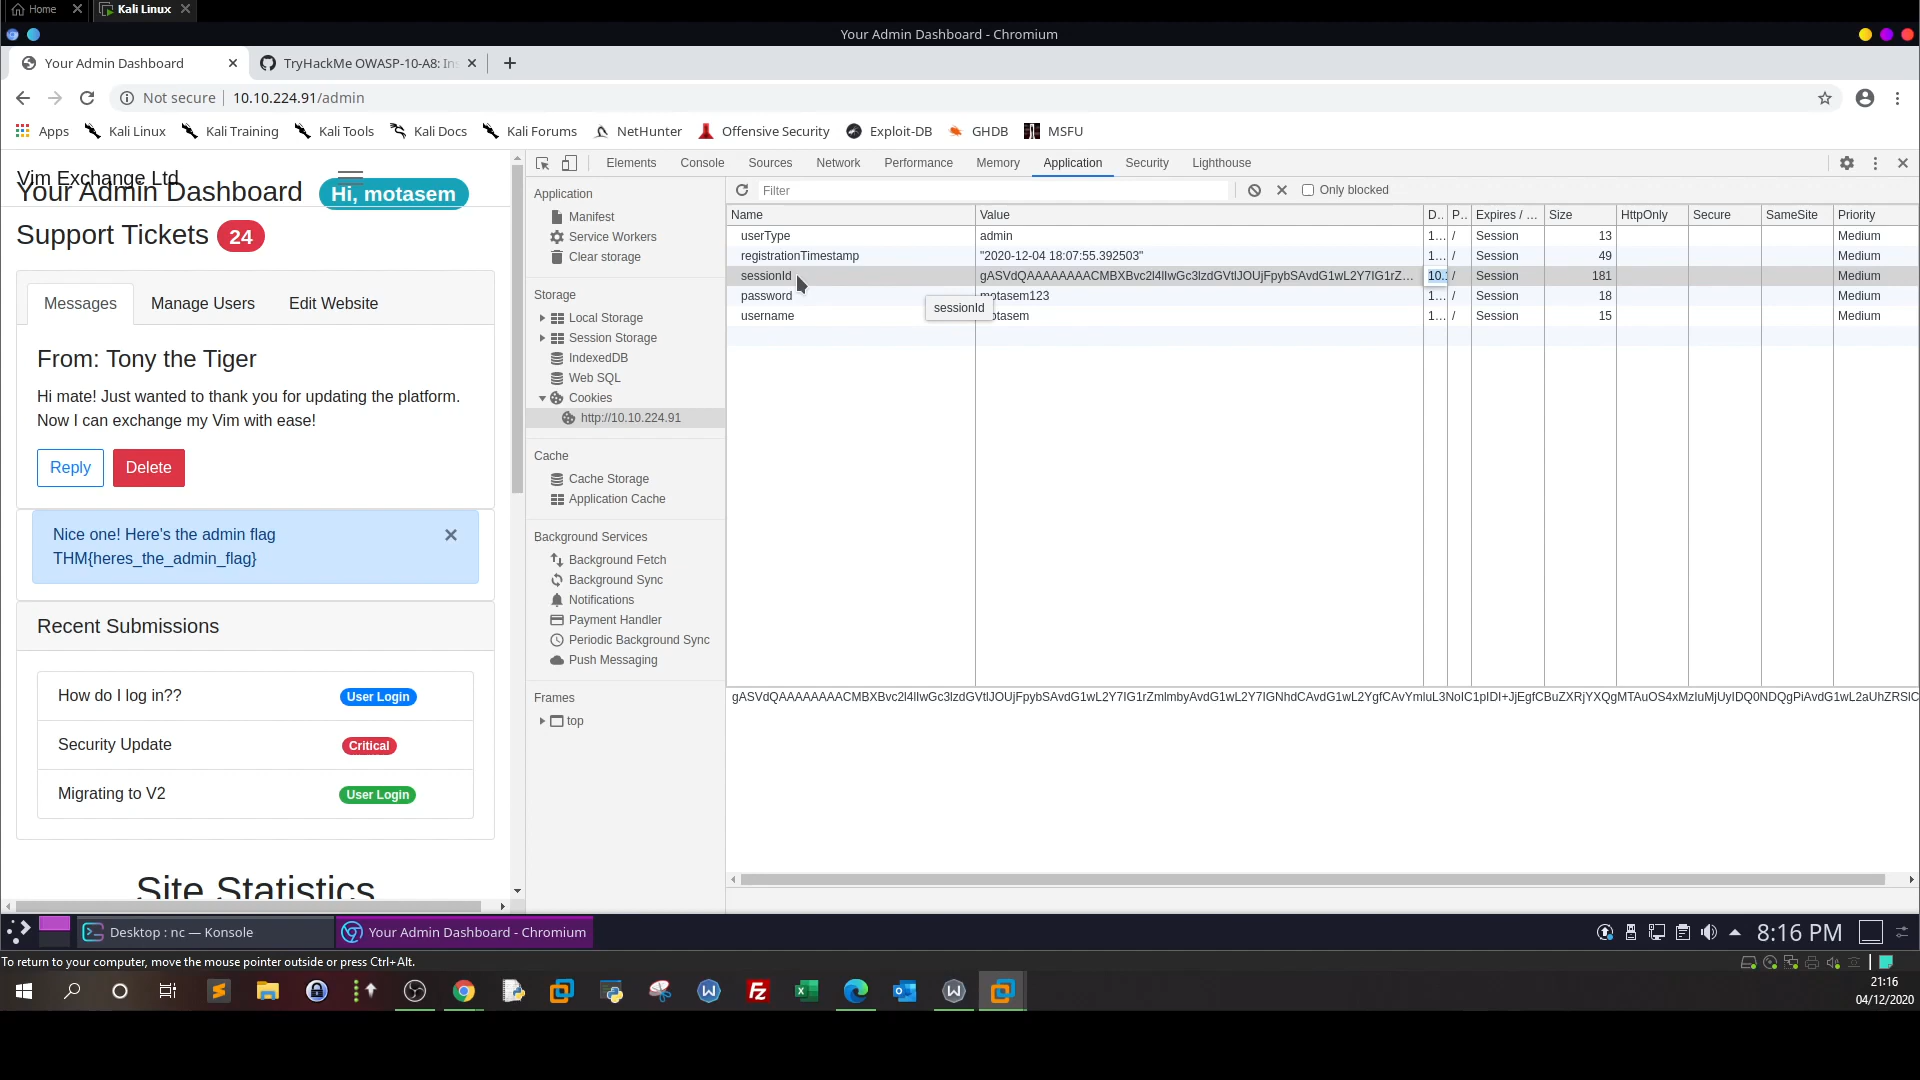 Home
Kali Linux
Your Admin Dashboard - Chromium
Your Admin Dashboard
TryHackMe OWASP-10-A8: In
Not secure
10.10.224.91/admin
Apps
Kali Linux
Kali Training
Kali Tools
Kali Docs
Kali Forums
NetHunter
Offensive Security
Exploit-DB
GHDB
MSFU
Vim Exchange Ltd
Your Admin Dashboard
Hi, motasem
Support Tickets 24
Messages
Manage Users
Edit Website
From: Tony the Tiger
Hi mate! Just wanted to thank you for updating the platform.
Now I can exchange my Vim with ease!
Reply
Delete
Nice one! Here's the admin flag
THM{heres_the_admin_flag}
Recent Submissions
How do I log in??
User Login
Security Update
Critical
Migrating to V2
User Login
Site Statistics
Elements
Console
Sources
Network
Performance
Memory
Application
Security
Lighthouse
Application
Manifest
Service Workers
Clear storage
Storage
Local Storage
Session Storage
IndexedDB
Web SQL
Cookies
http://10.10.224.91
Cache
Cache Storage
Application Cache
Background Services
Background Fetch
Background Sync
Notifications
Payment Handler
Periodic Background Sync
Push Messaging
Frames
top
Filter
Only blocked
Name Value D.. P.. Expires / ... Size HttpOnly Secure SameSite Priority
userType admin 1... / Session 13 Medium
registrationTimestamp "2020-12-04 18:07:55.392503" 1... / Session 49 Medium
sessionId 10. / Session 181 Medium
password motasem123 1... / Session 18 Medium
username otasem 1... / Session 15 Medium
sessionId
Desktop : nc — Konsole
Your Admin Dashboard - Chromium
8:16 PM
To return to your computer, move the mouse pointer outside or press Ctrl+Alt.
21:16
04/12/2020